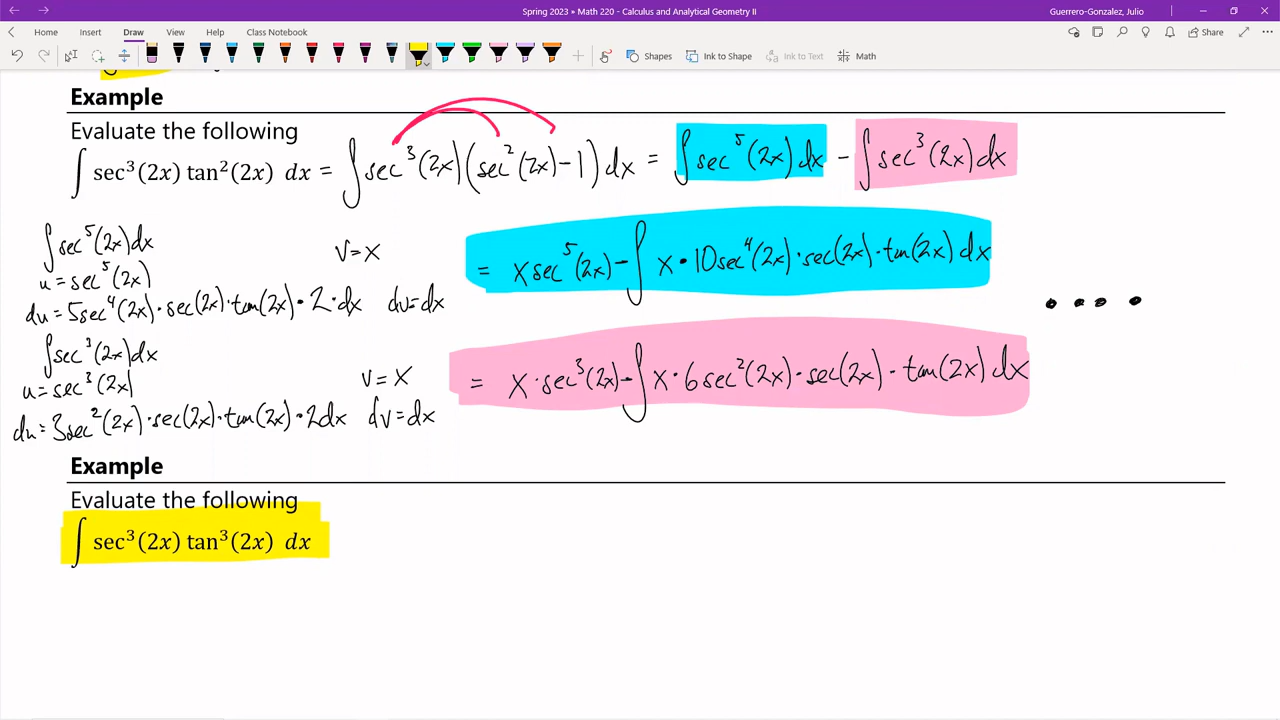 Spring 2023 » Math 220 - Calculus and Analytical Geometry II
Guerrero-Gonzalez, Julio
Home Insert Draw View Help Class Notebook
Share
Shapes Ink to Shape Ink to Text Math
Example
Evaluate the following
∫ sec³(2x) tan²(2x) dx = ∫ sec³(2x)(sec²(2x)-1)dx = ∫sec⁵(2x)dx - ∫sec³(2x)dx
∫sec⁵(2x)dx
u=sec⁵(2x) v=x
du=5sec⁴(2x)·sec(2x)·tan(2x)·2·dx dv=dx
= x sec⁵(2x) - ∫ x·10sec⁴(2x)·sec(2x)·tan(2x)dx
∫sec³(2x)dx
u=sec³(2x) v=x
du=3sec²(2x)·sec(2x)·tan(2x)·2dx dv=dx
= x·sec³(2x) - ∫ x·6sec²(2x)·sec(2x)·tan(2x)dx
Example
Evaluate the following
∫ sec³(2x) tan³(2x) dx